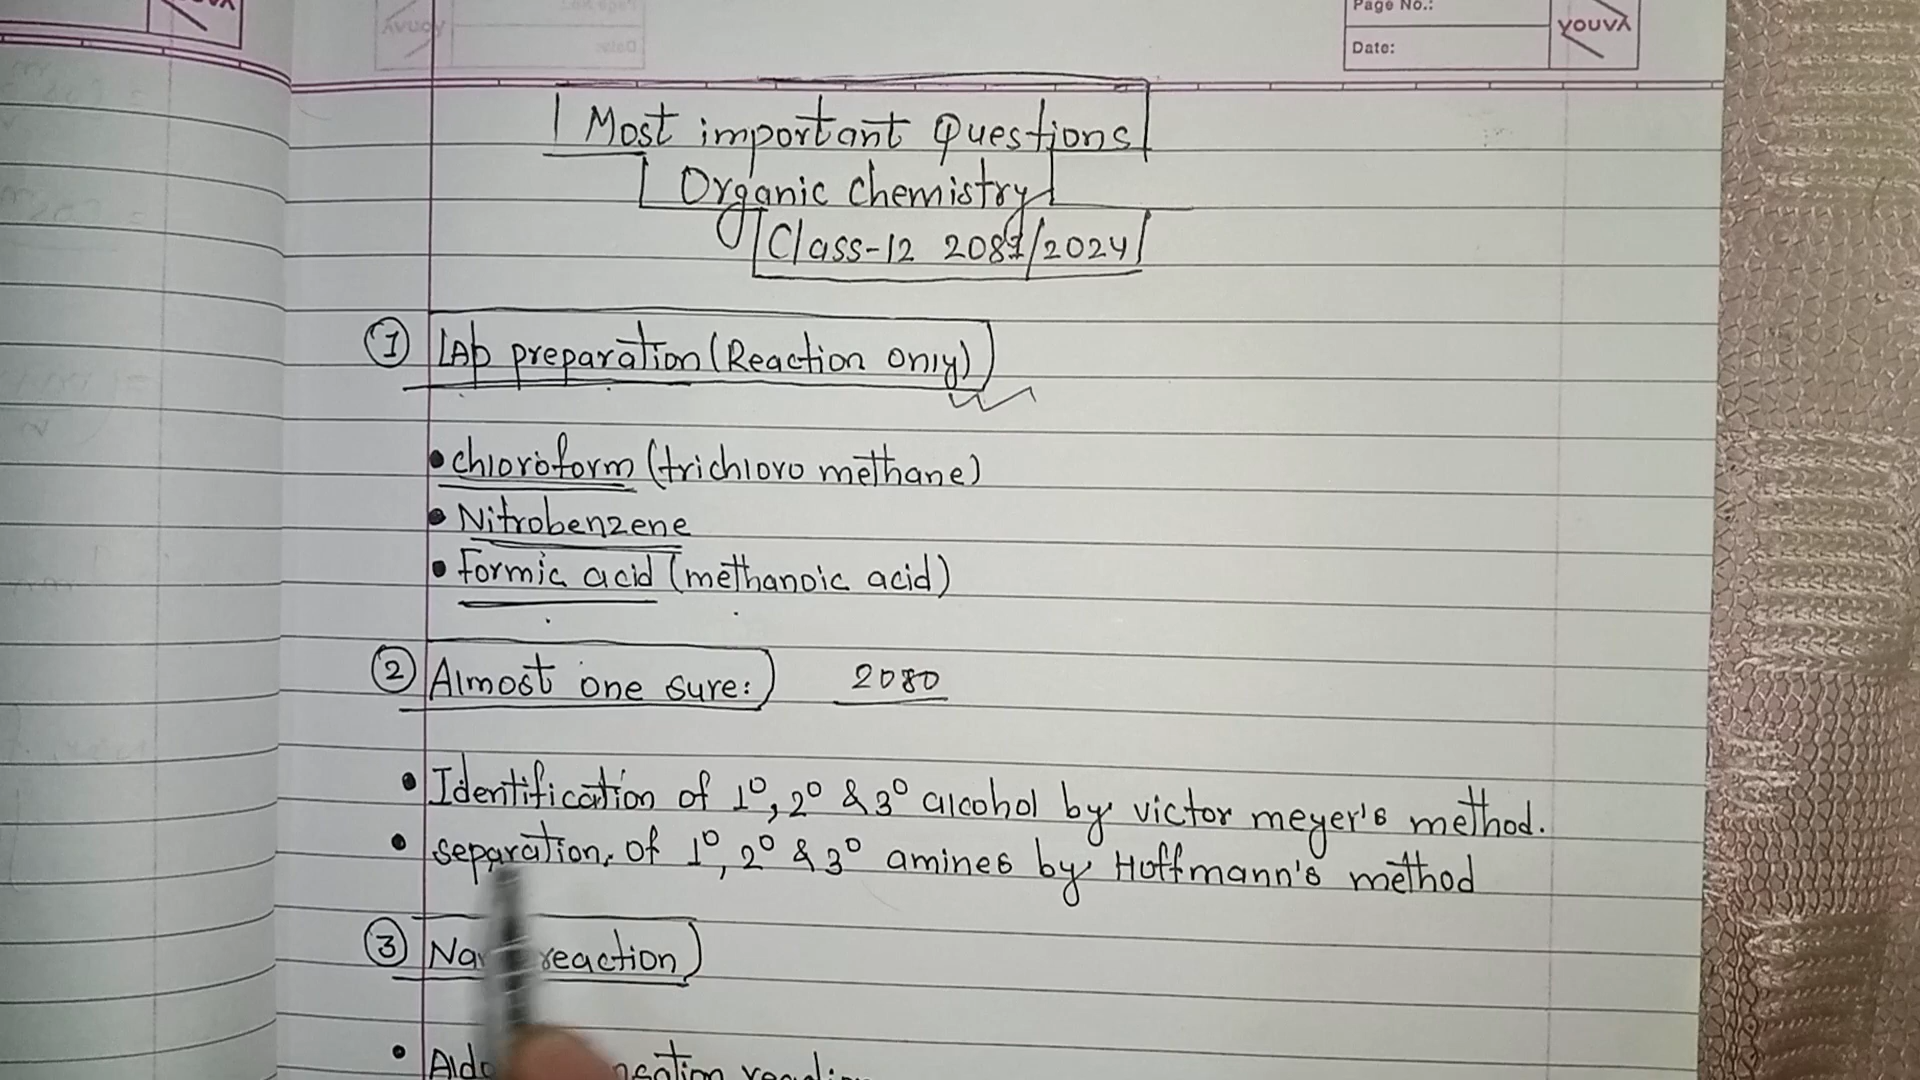 Page No.:
Date:
YOUVA
Most important Questions
Organic chemistry
Class-12 2081/2024
1 Lab preparation (Reaction only)
• chloroform (trichloro methane)
• Nitrobenzene
• Formic acid (methanoic acid)
2 Almost one sure: 2080
• Identification of 1°, 2° & 3° alcohol by victor meyer's method.
• separation of 1°, 2° & 3° amines by Hoffmann's method
3 reaction
•